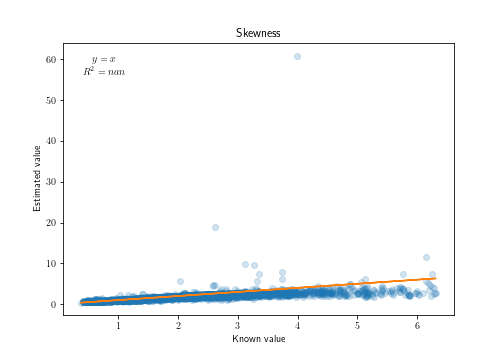 Skewness
y = x
R² = nan
60
50
40
30
20
10
0
Estimated value
1 2 3 4 5 6
Known value